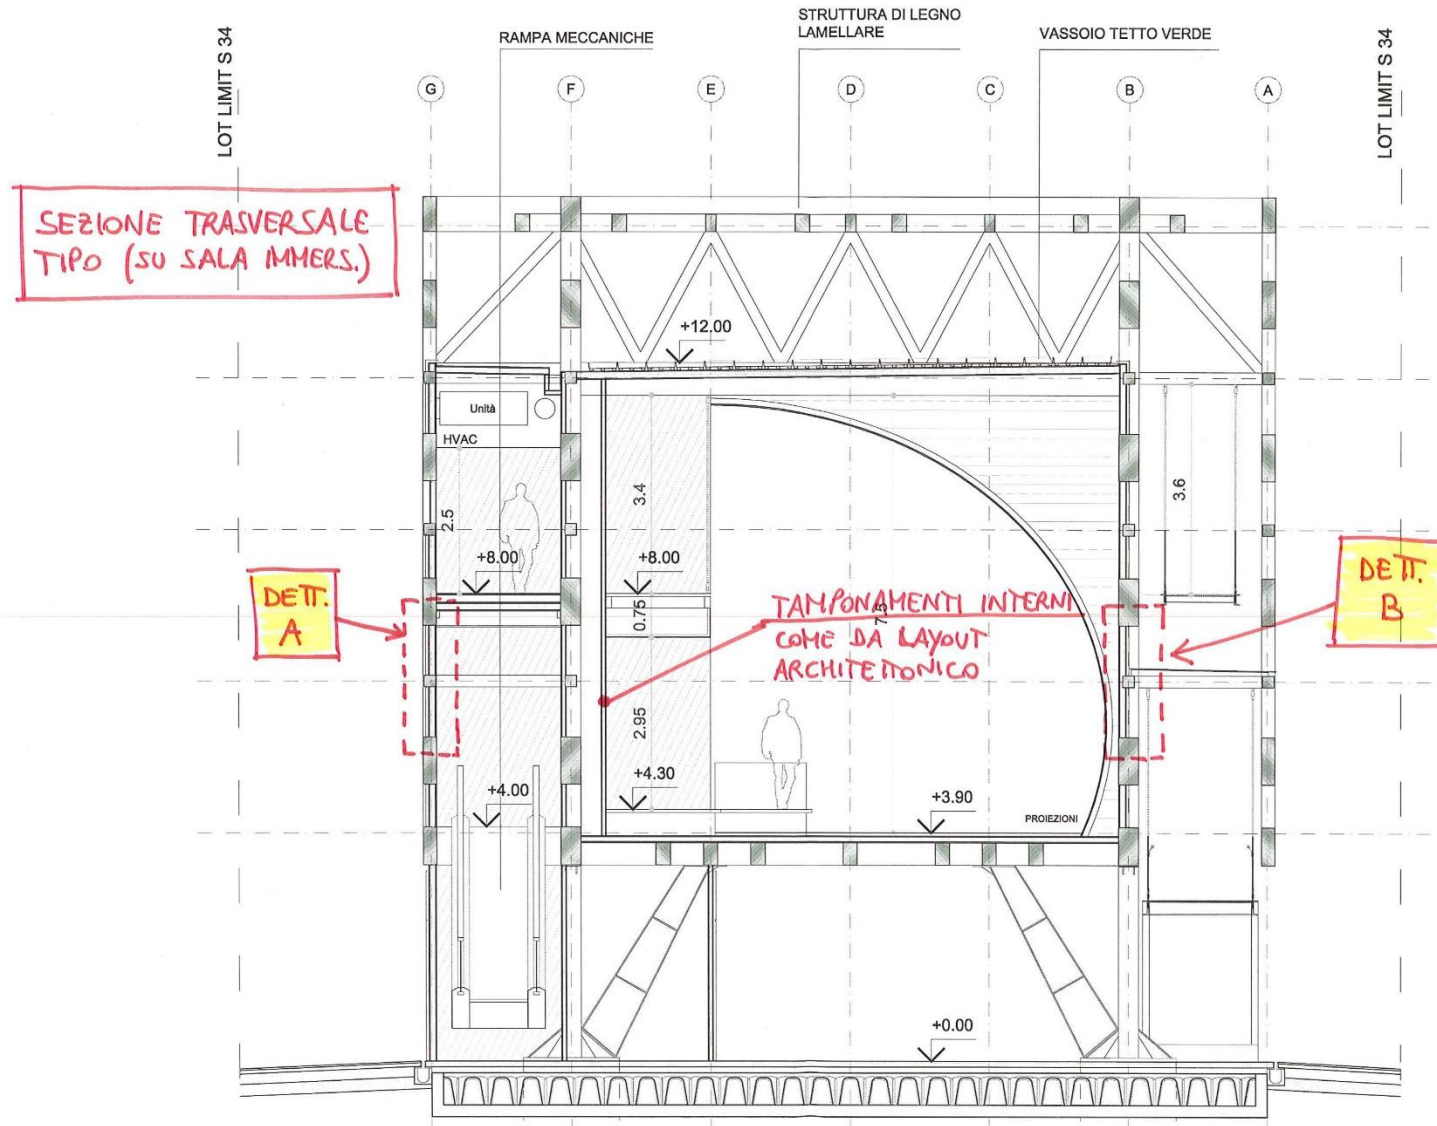 STRUTTURA DI LEGNO
LAMELLARE
RAMPA MECCANICHE
VASSOIO TETTO VERDE
LOT LIMIT S 34
LOT LIMIT S 34
G
F
E
D
C
B
A
SEZIONE TRASVERSALE
TIPO (SU SALA IMMERS.)
+12.00
Unità
HVAC
2.5
3.4
3.6
+8.00
+8.00
DETT.
A
DETT.
B
0.75
7.5
TAMPONAMENTI INTERNI
COME DA LAYOUT
ARCHITETTONICO
2.95
+4.30
+4.00
+3.90
PROIEZIONI
+0.00